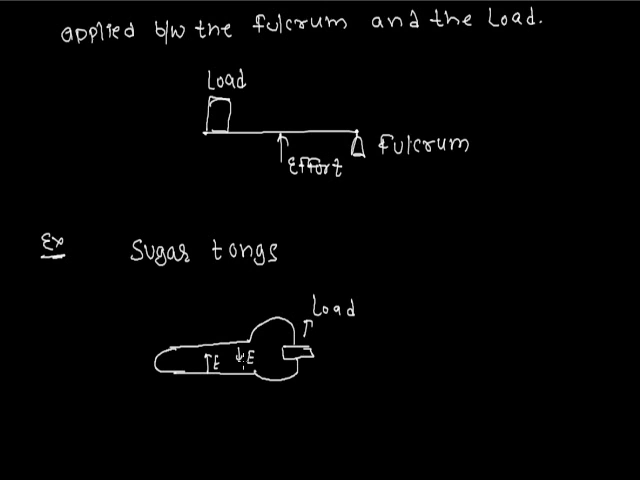 applied b/w the fulcrum and the Load.
Load
Effort
fulcrum
Ex
Sugar tongs
Load
E
E